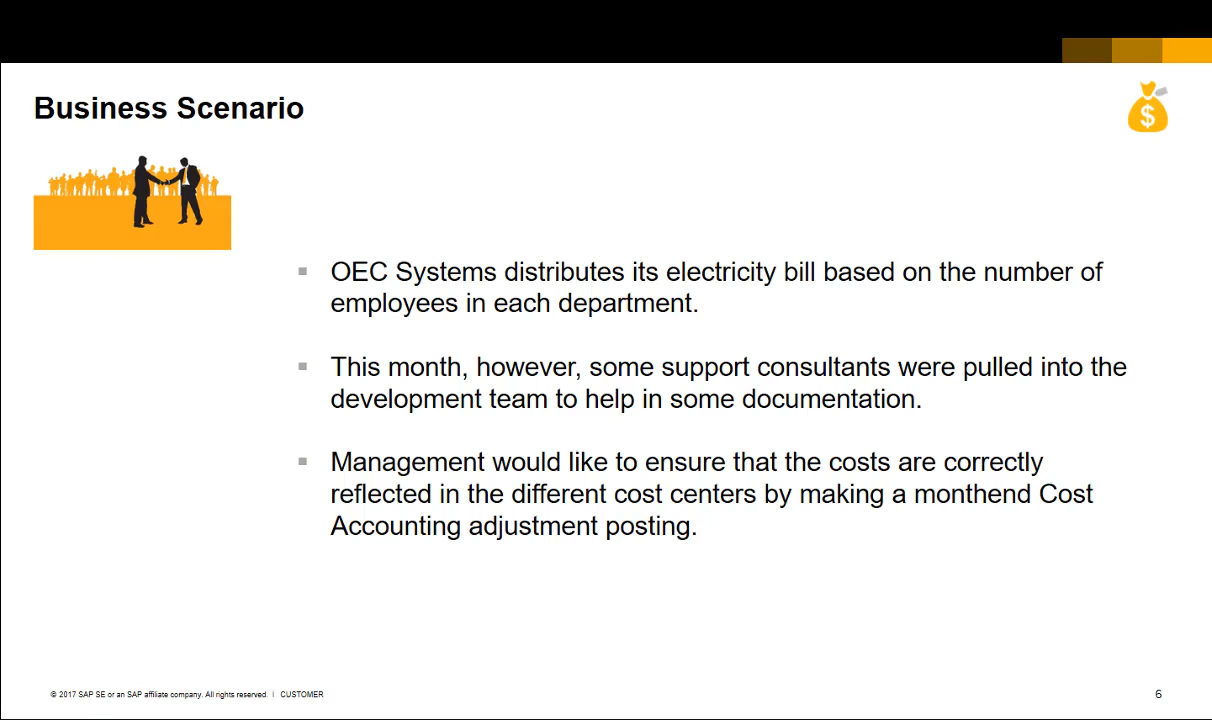 Business Scenario
$
▪ OEC Systems distributes its electricity bill based on the number of
employees in each department.
▪ This month, however, some support consultants were pulled into the
development team to help in some documentation.
▪ Management would like to ensure that the costs are correctly
reflected in the different cost centers by making a monthend Cost
Accounting adjustment posting.
© 2017 SAP SE or an SAP affiliate company. All rights reserved. I CUSTOMER
6